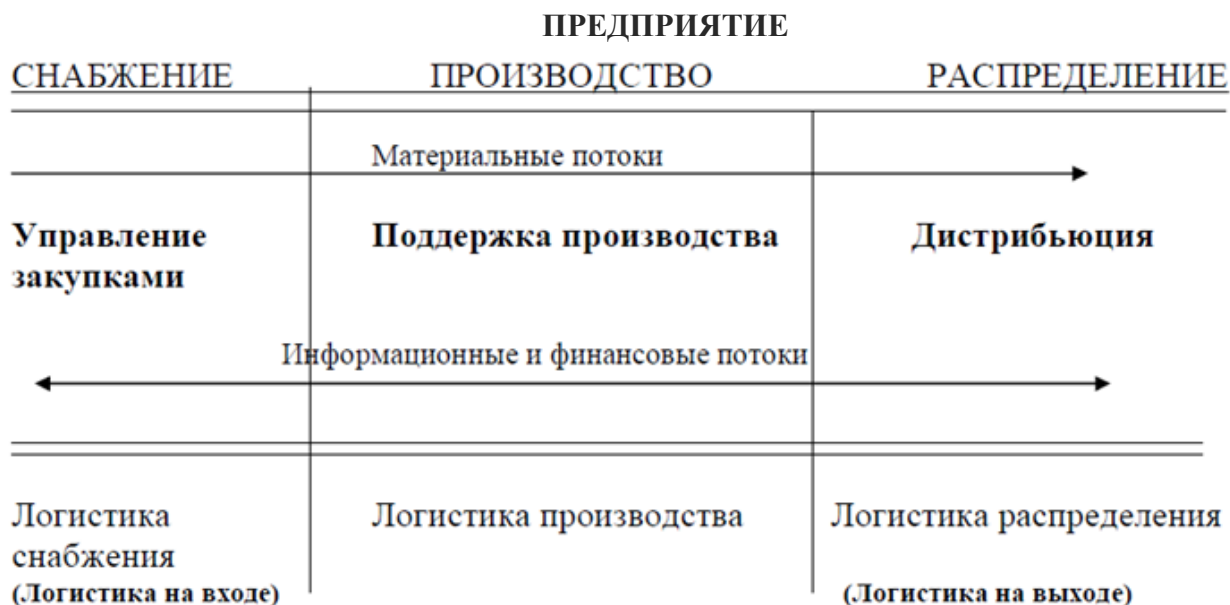 ПРЕДПРИЯТИЕ
СНАБЖЕНИЕ ПРОИЗВОДСТВО РАСПРЕДЕЛЕНИЕ
Материальные потоки
Управление закупками
Поддержка производства
Дистрибьюция
Информационные и финансовые потоки
Логистика снабжения
(Логистика на входе)
Логистика производства
Логистика распределения
(Логистика на выходе)